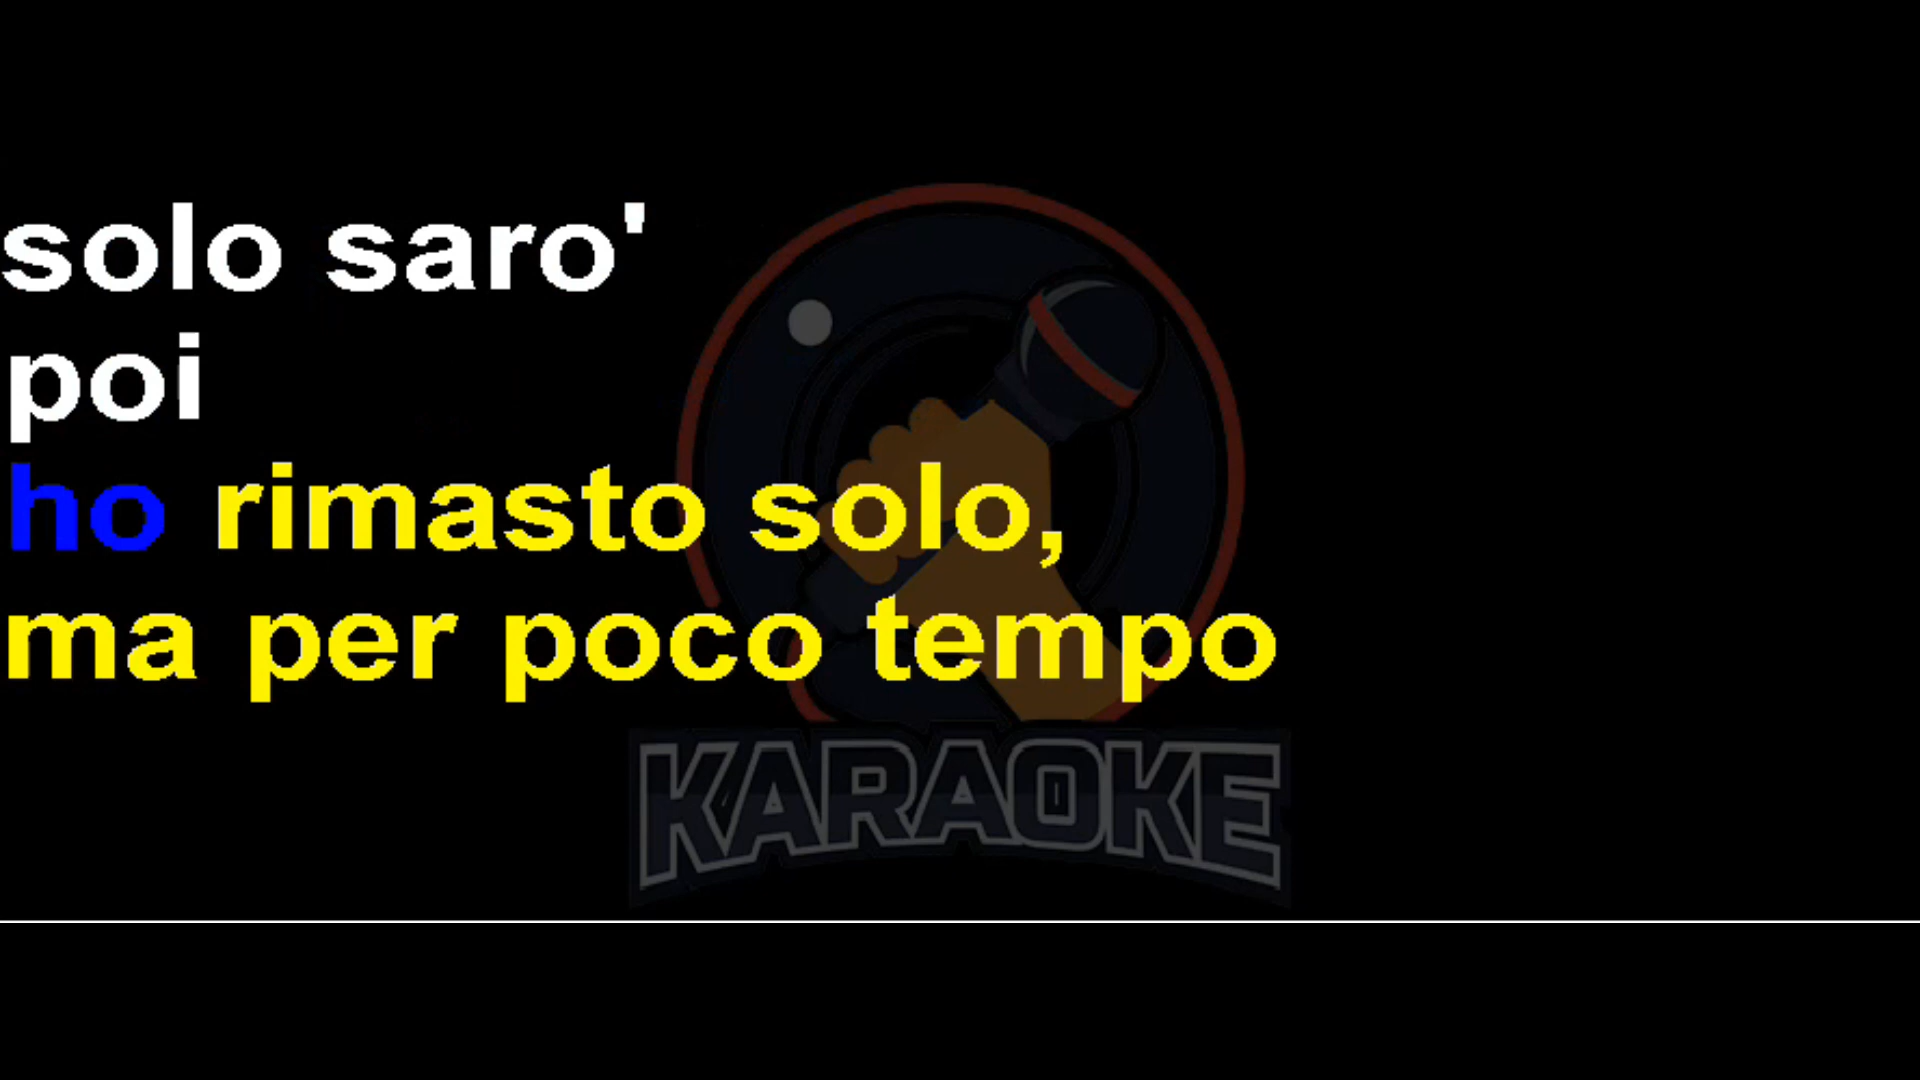 solo saro'
poi
ho rimasto solo,
ma per poco tempo
KARAOKE